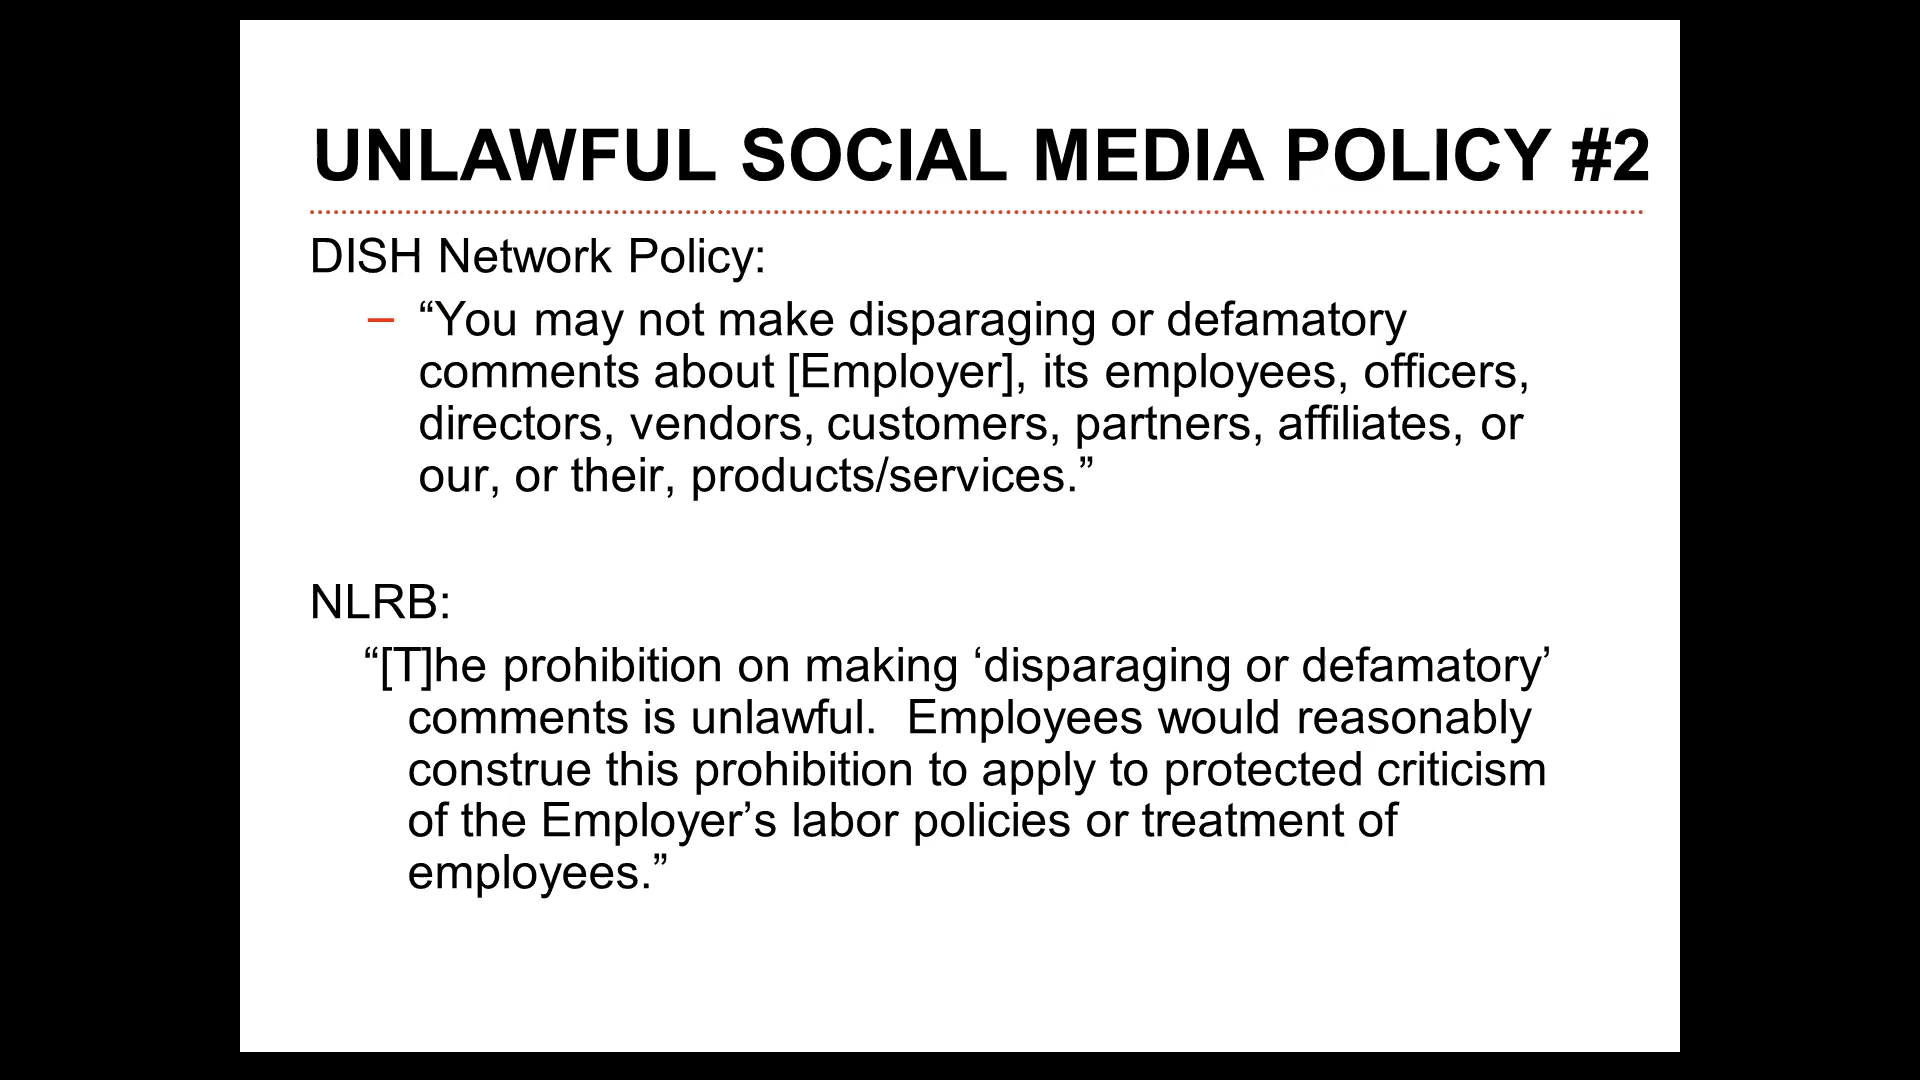 UNLAWFUL SOCIAL MEDIA POLICY #2
DISH Network Policy:
– “You may not make disparaging or defamatory
comments about [Employer], its employees, officers,
directors, vendors, customers, partners, affiliates, or
our, or their, products/services.”
NLRB:
“[T]he prohibition on making ‘disparaging or defamatory’
comments is unlawful.  Employees would reasonably
construe this prohibition to apply to protected criticism
of the Employer’s labor policies or treatment of
employees.”